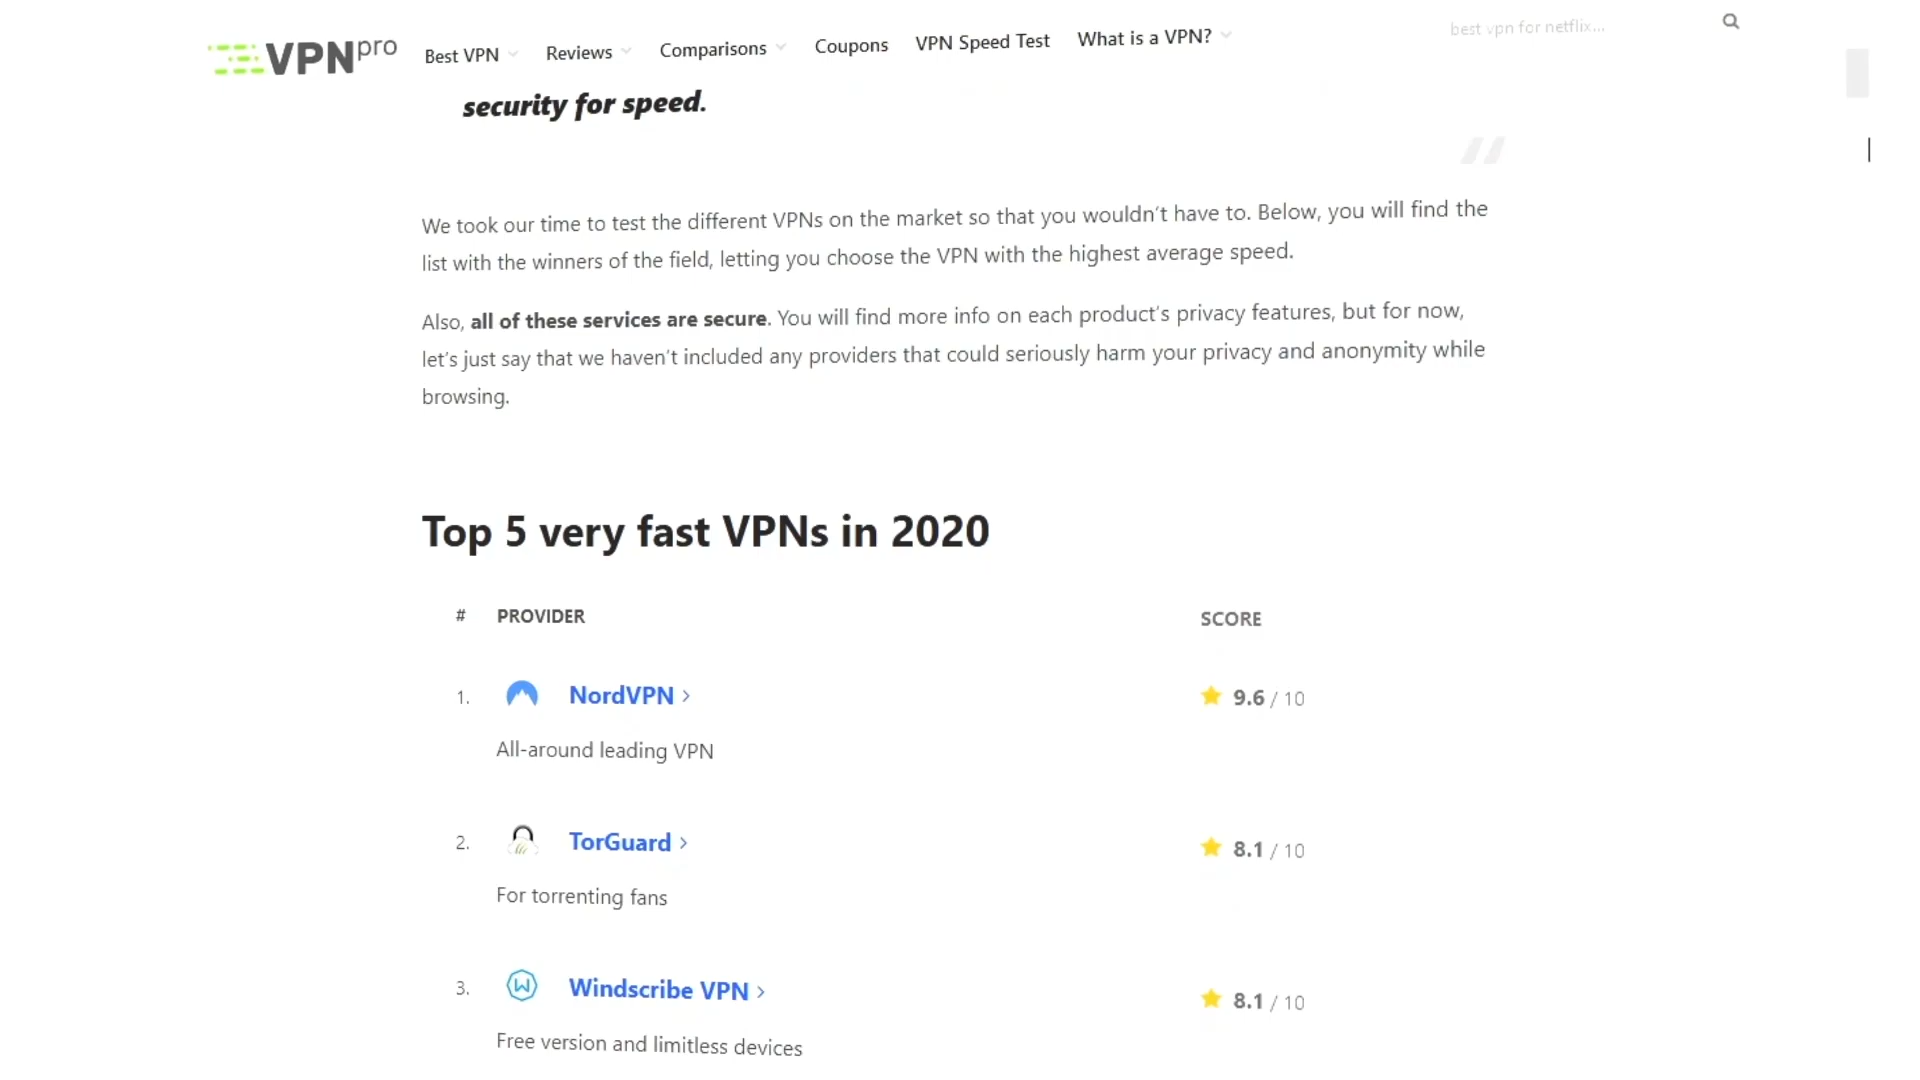 VPNpro
Best VPN Reviews Comparisons Coupons VPN Speed Test What is a VPN? best vpn for netflix...
security for speed.
We took our time to test the different VPNs on the market so that you wouldn't have to. Below, you will find the
list with the winners of the field, letting you choose the VPN with the highest average speed.
Also, all of these services are secure. You will find more info on each product's privacy features, but for now,
let's just say that we haven't included any providers that could seriously harm your privacy and anonymity while
browsing.
Top 5 very fast VPNs in 2020
# PROVIDER SCORE
1. NordVPN > 9.6 / 10
All-around leading VPN
2. TorGuard > 8.1 / 10
For torrenting fans
3. Windscribe VPN > 8.1 / 10
Free version and limitless devices